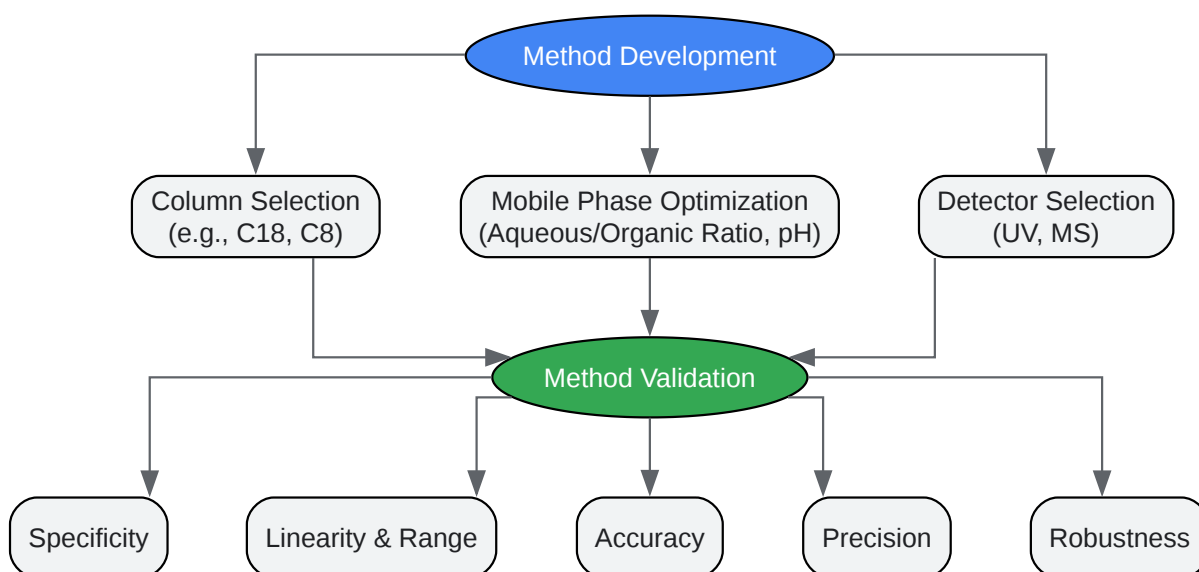 Method Development
Column Selection
(e.g., C18, C8)
Mobile Phase Optimization
(Aqueous/Organic Ratio, pH)
Detector Selection
(UV, MS)
Method Validation
Specificity
Linearity & Range
Accuracy
Precision
Robustness